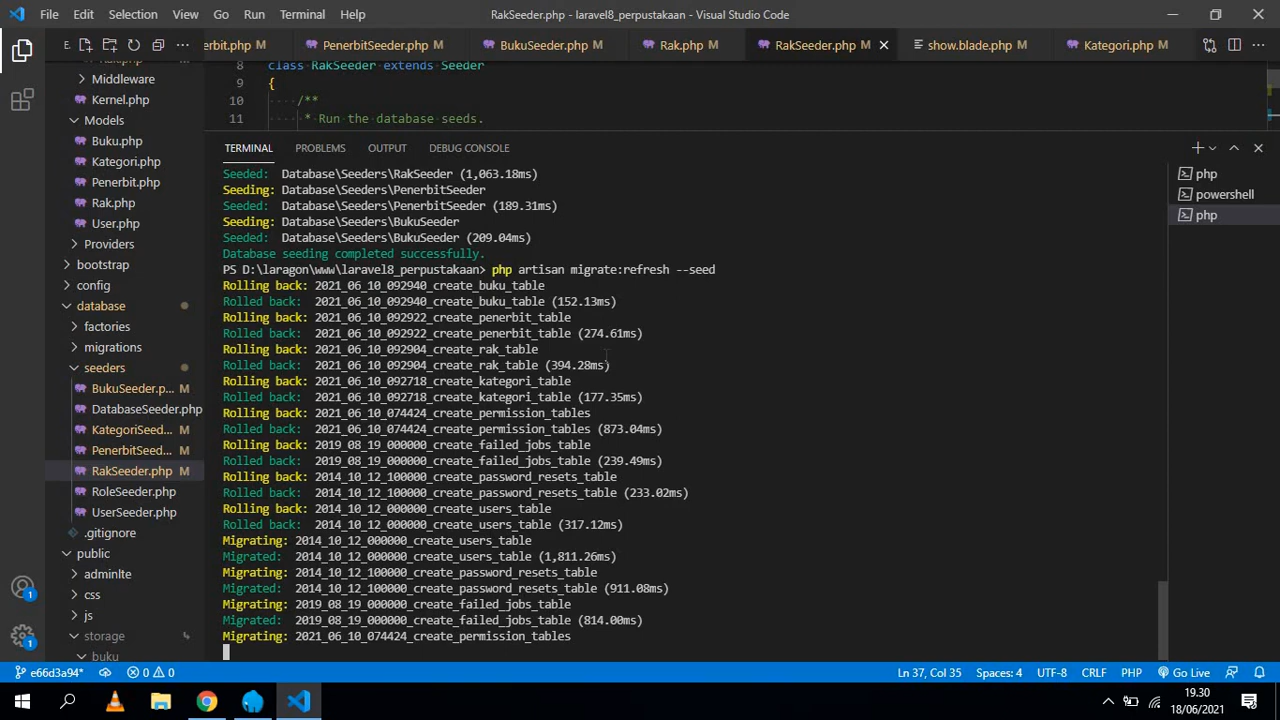 File Edit Selection View Go Run Terminal Help RakSeeder.php - laravel8_perpustakaan - Visual Studio Code
E.
erbit.php M PenerbitSeeder.php M BukuSeeder.php M Rak.php M RakSeeder.php M show.blade.php M Kategori.php M
8 class RakSeeder extends Seeder
9 {
10 /**
11 * Run the database seeds.
Middleware
Kernel.php
Models
Buku.php
Kategori.php
Penerbit.php
Rak.php
User.php
Providers
bootstrap
config
database
factories
migrations
seeders
BukuSeeder.p... M
DatabaseSeeder.php
KategoriSeed... M
PenerbitSeed... M
RakSeeder.php M
RoleSeeder.php
UserSeeder.php
.gitignore
public
adminlte
css
js
storage
buku
TERMINAL PROBLEMS OUTPUT DEBUG CONSOLE
Seeded: Database\Seeders\RakSeeder (1,063.18ms)
Seeding: Database\Seeders\PenerbitSeeder
Seeded: Database\Seeders\PenerbitSeeder (189.31ms)
Seeding: Database\Seeders\BukuSeeder
Seeded: Database\Seeders\BukuSeeder (209.04ms)
Database seeding completed successfully.
PS D:\laragon\www\laravel8_perpustakaan> php artisan migrate:refresh --seed
Rolling back: 2021_06_10_092940_create_buku_table
Rolled back: 2021_06_10_092940_create_buku_table (152.13ms)
Rolling back: 2021_06_10_092922_create_penerbit_table
Rolled back: 2021_06_10_092922_create_penerbit_table (274.61ms)
Rolling back: 2021_06_10_092904_create_rak_table
Rolled back: 2021_06_10_092904_create_rak_table (394.28ms)
Rolling back: 2021_06_10_092718_create_kategori_table
Rolled back: 2021_06_10_092718_create_kategori_table (177.35ms)
Rolling back: 2021_06_10_074424_create_permission_tables
Rolled back: 2021_06_10_074424_create_permission_tables (873.04ms)
Rolling back: 2019_08_19_000000_create_failed_jobs_table
Rolled back: 2019_08_19_000000_create_failed_jobs_table (239.49ms)
Rolling back: 2014_10_12_100000_create_password_resets_table
Rolled back: 2014_10_12_100000_create_password_resets_table (233.02ms)
Rolling back: 2014_10_12_000000_create_users_table
Rolled back: 2014_10_12_000000_create_users_table (317.12ms)
Migrating: 2014_10_12_000000_create_users_table
Migrated: 2014_10_12_000000_create_users_table (1,811.26ms)
Migrating: 2014_10_12_100000_create_password_resets_table
Migrated: 2014_10_12_100000_create_password_resets_table (911.08ms)
Migrating: 2019_08_19_000000_create_failed_jobs_table
Migrated: 2019_08_19_000000_create_failed_jobs_table (814.00ms)
Migrating: 2021_06_10_074424_create_permission_tables
php
powershell
php
1
1
e66d3a94* 0 0 Ln 37, Col 35 Spaces: 4 UTF-8 CRLF PHP Go Live
19.30
18/06/2021